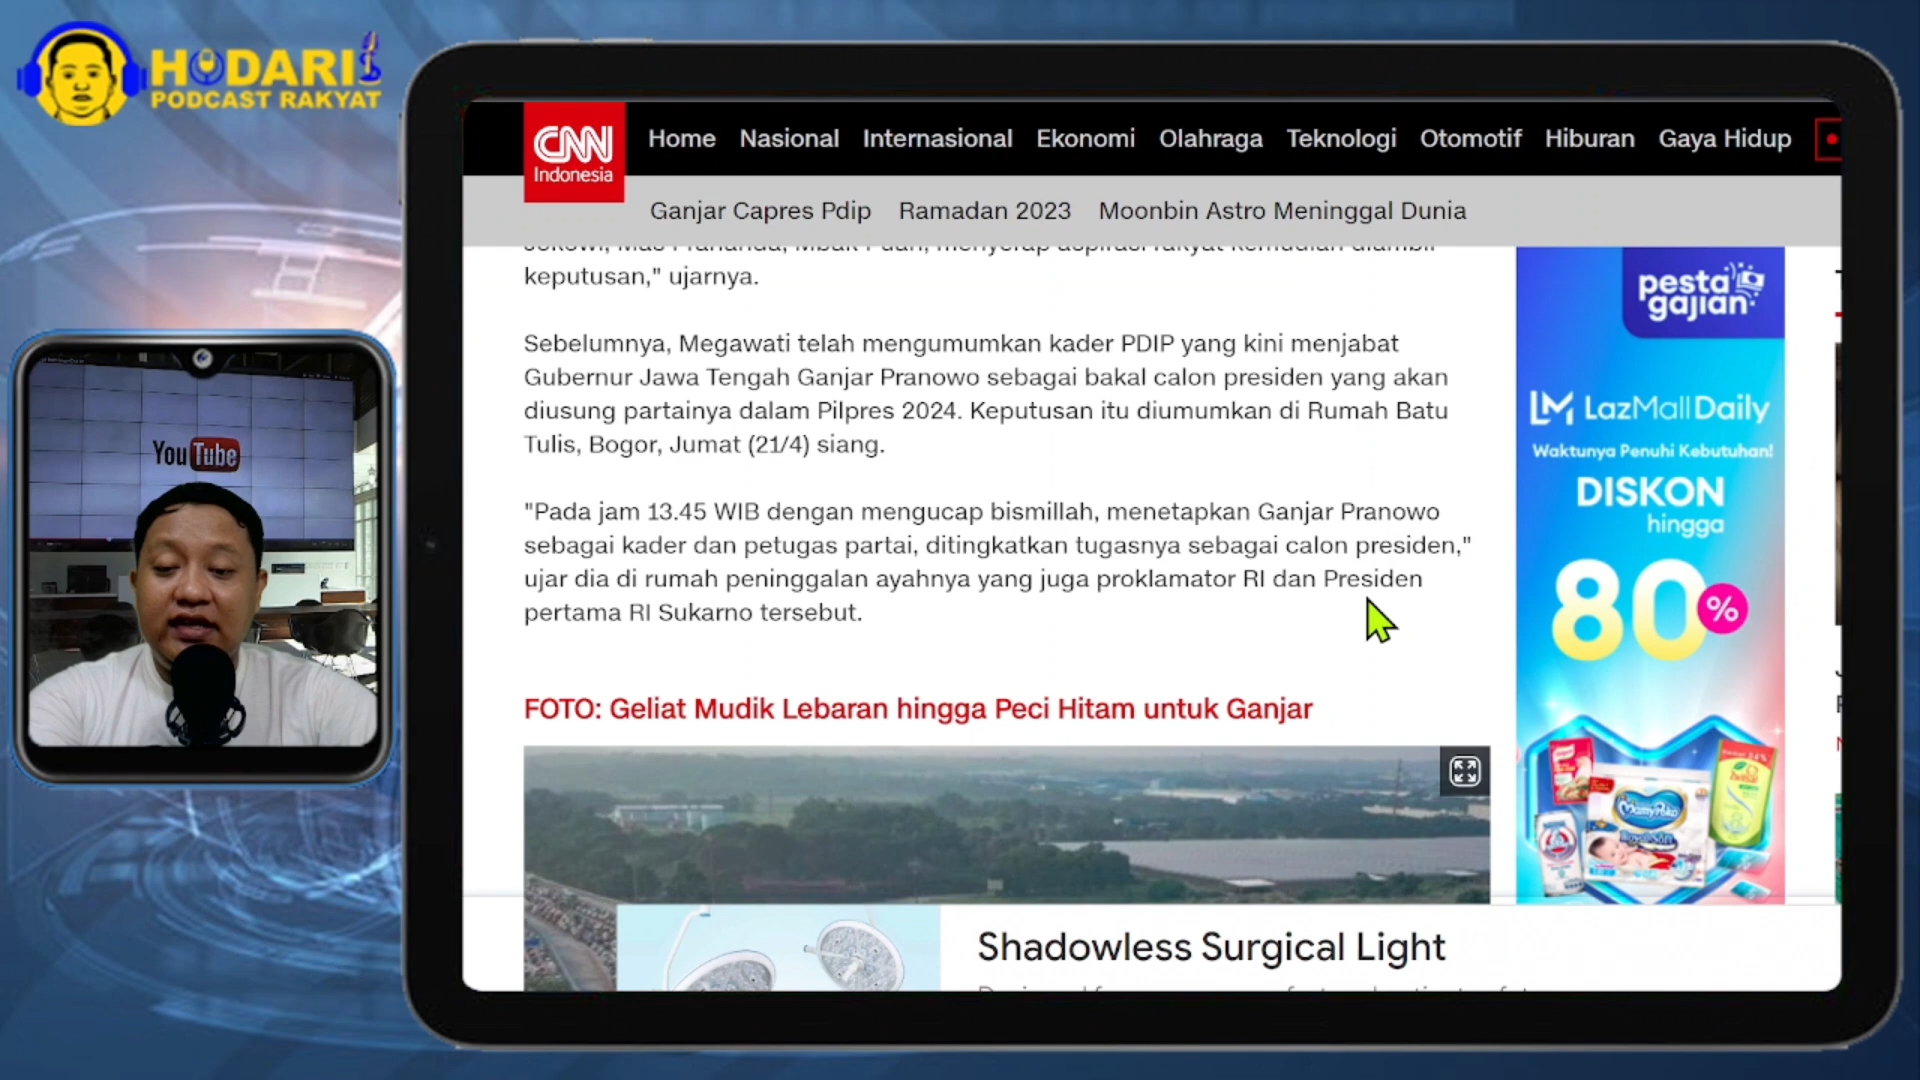 HODARI
PODCAST RAKYAT
CNN
Indonesia
Home Nasional Internasional Ekonomi Olahraga Teknologi Otomotif Hiburan Gaya Hidup
Ganjar Capres Pdip Ramadan 2023 Moonbin Astro Meninggal Dunia
keputusan," ujarnya.
Sebelumnya, Megawati telah mengumumkan kader PDIP yang kini menjabat
Gubernur Jawa Tengah Ganjar Pranowo sebagai bakal calon presiden yang akan
diusung partainya dalam Pilpres 2024. Keputusan itu diumumkan di Rumah Batu
Tulis, Bogor, Jumat (21/4) siang.
"Pada jam 13.45 WIB dengan mengucap bismillah, menetapkan Ganjar Pranowo
sebagai kader dan petugas partai, ditingkatkan tugasnya sebagai calon presiden,"
ujar dia di rumah peninggalan ayahnya yang juga proklamator RI dan Presiden
pertama RI Sukarno tersebut.
FOTO: Geliat Mudik Lebaran hingga Peci Hitam untuk Ganjar
Shadowless Surgical Light
pesta
gajian
LM LazMall Daily
Waktunya Penuhi Kebutuhan!
DISKON
hingga
80%
MamyPoko
YouTube